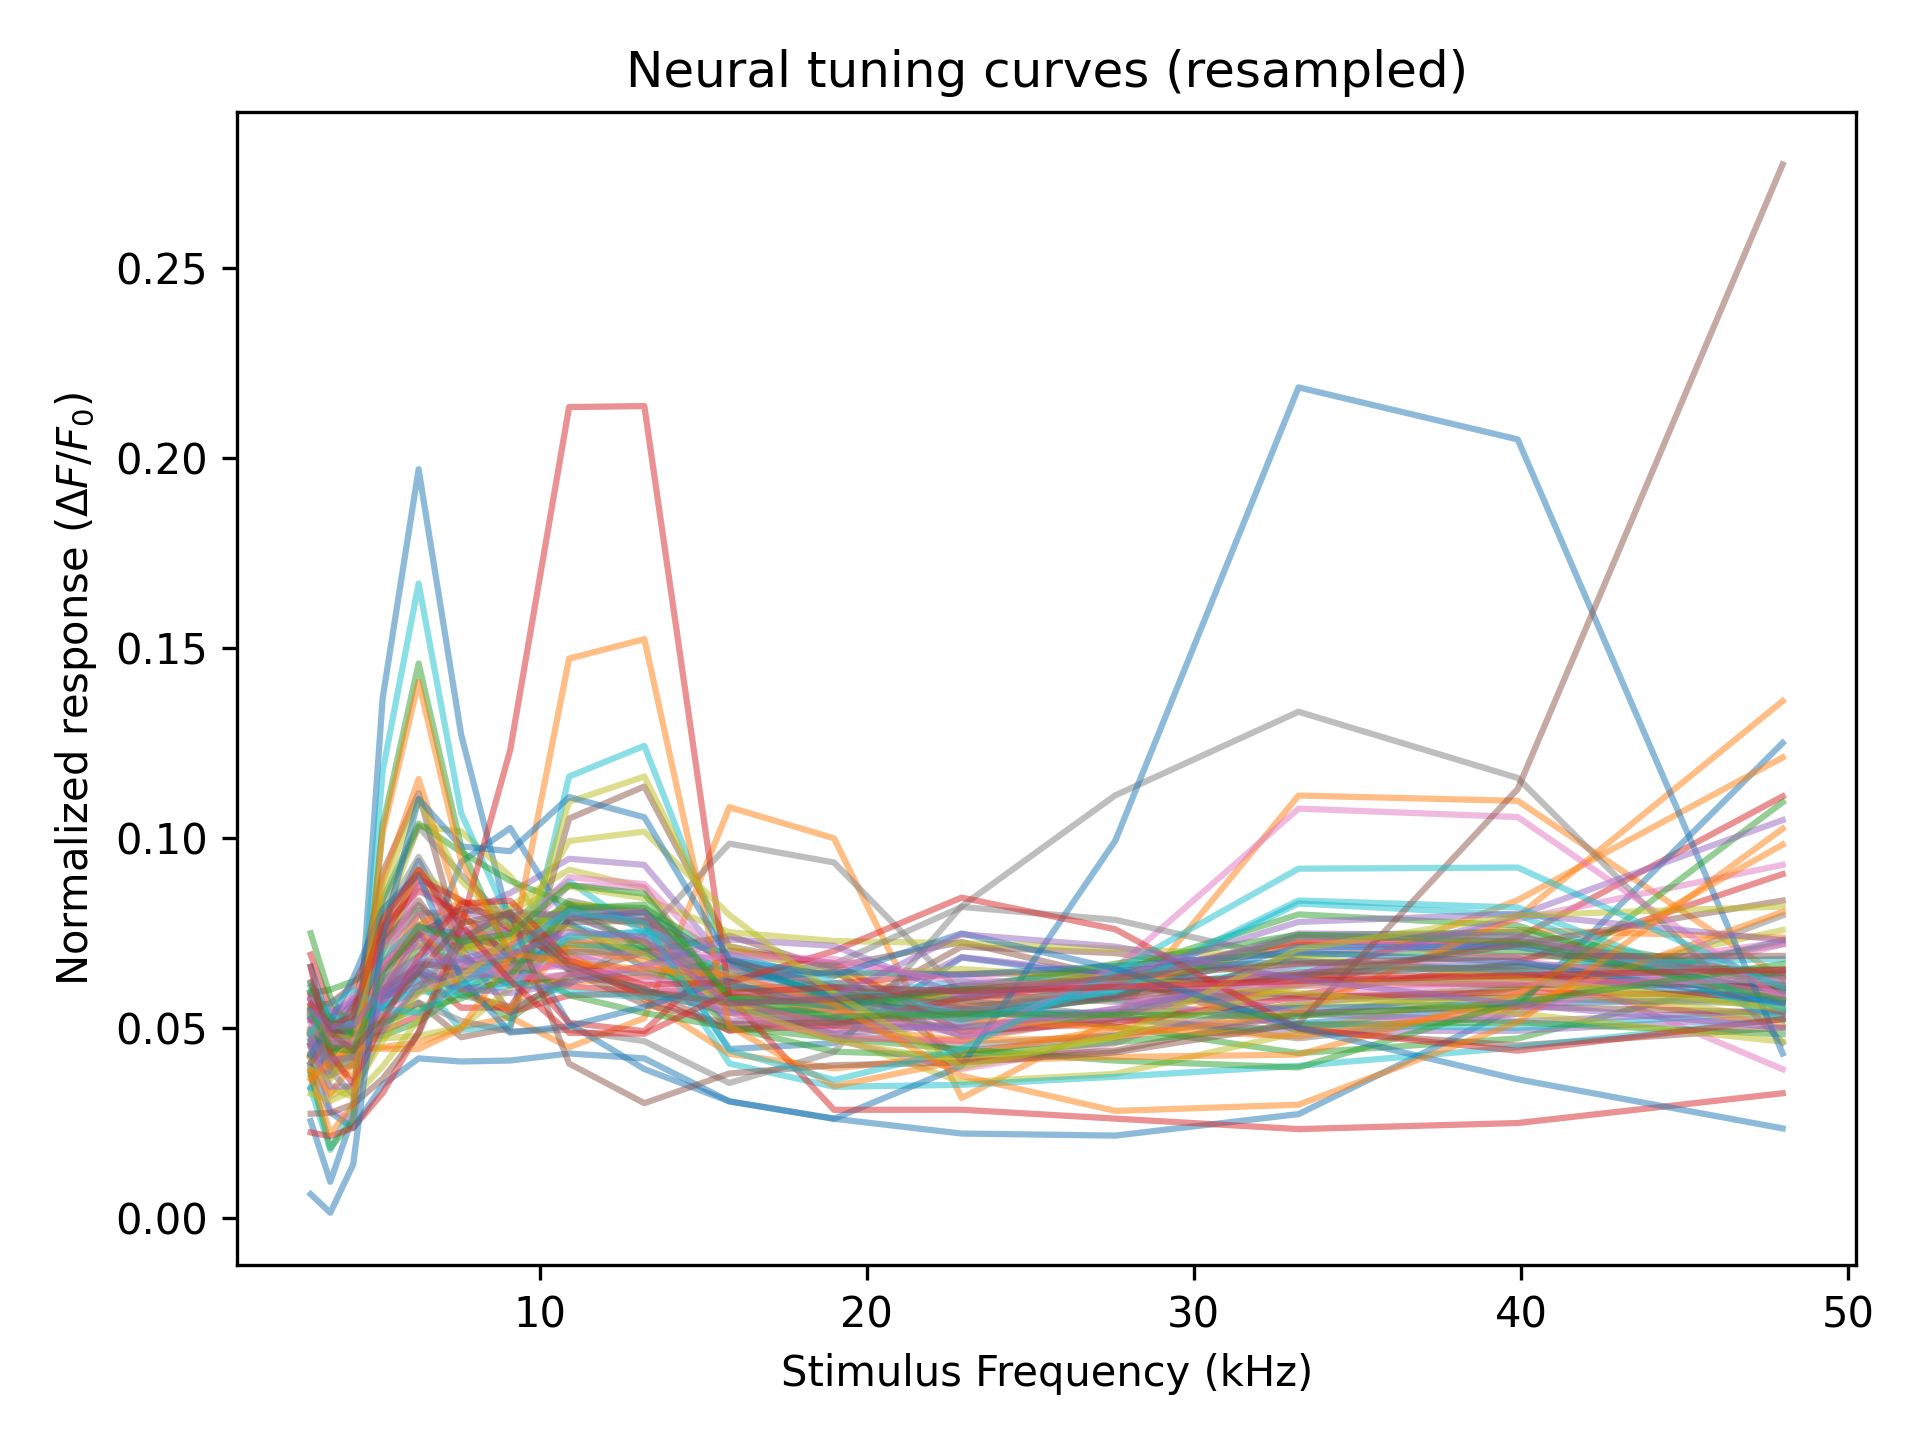 Neural tuning curves (resampled)
Normalized response (ΔF/F₀)
0.25
0.20
0.15
0.10
0.05
0.00
10 20 30 40 50
Stimulus Frequency (kHz)